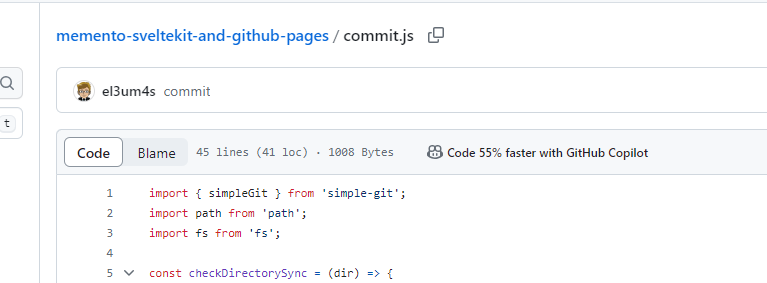 memento-sveltekit-and-github-pages / commit.js
el3um4s commit
t
Code Blame 45 lines (41 loc) · 1008 Bytes Code 55% faster with GitHub Copilot
1 import { simpleGit } from 'simple-git';
2 import path from 'path';
3 import fs from 'fs';
4
5 const checkDirectorySync = (dir) => {